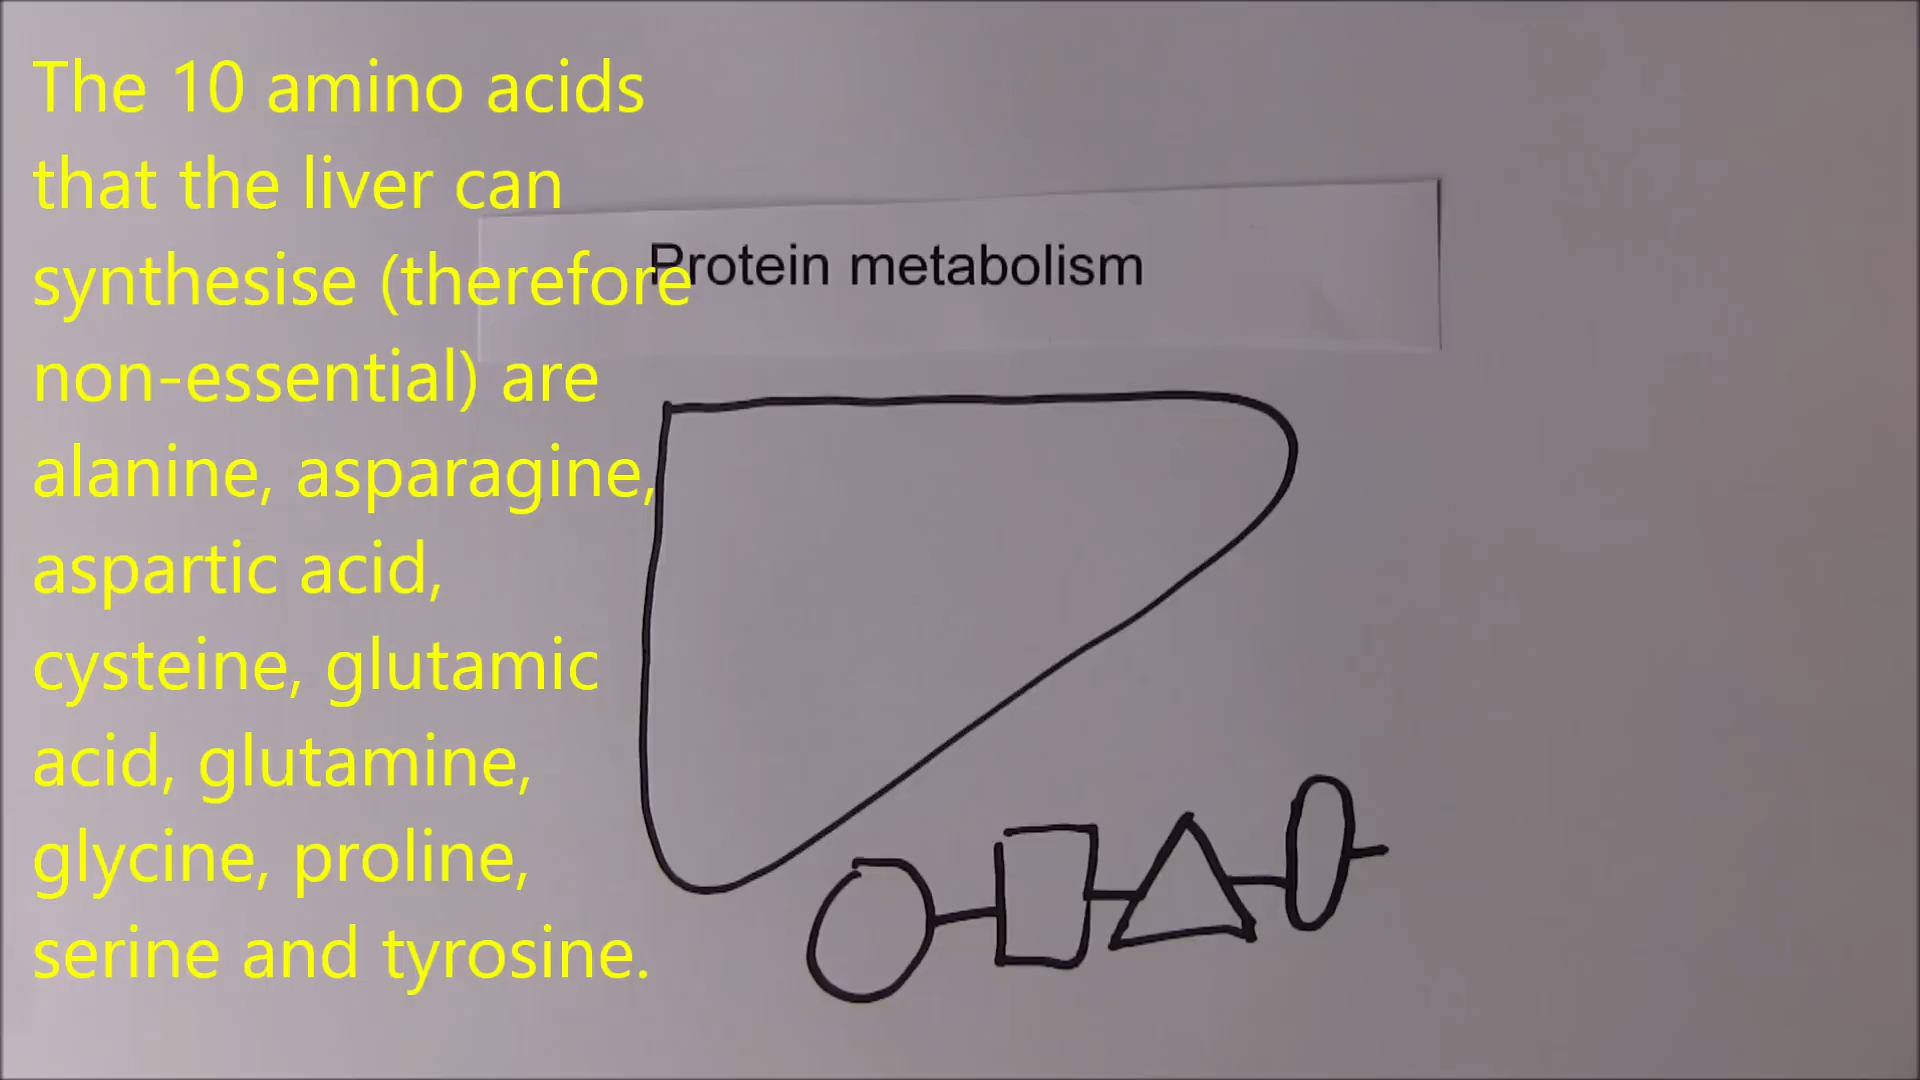 The 10 amino acids
that the liver can
synthesise (therefore
non-essential) are
alanine, asparagine,
aspartic acid,
cysteine, glutamic
acid, glutamine,
glycine, proline,
serine and tyrosine.
Protein metabolism